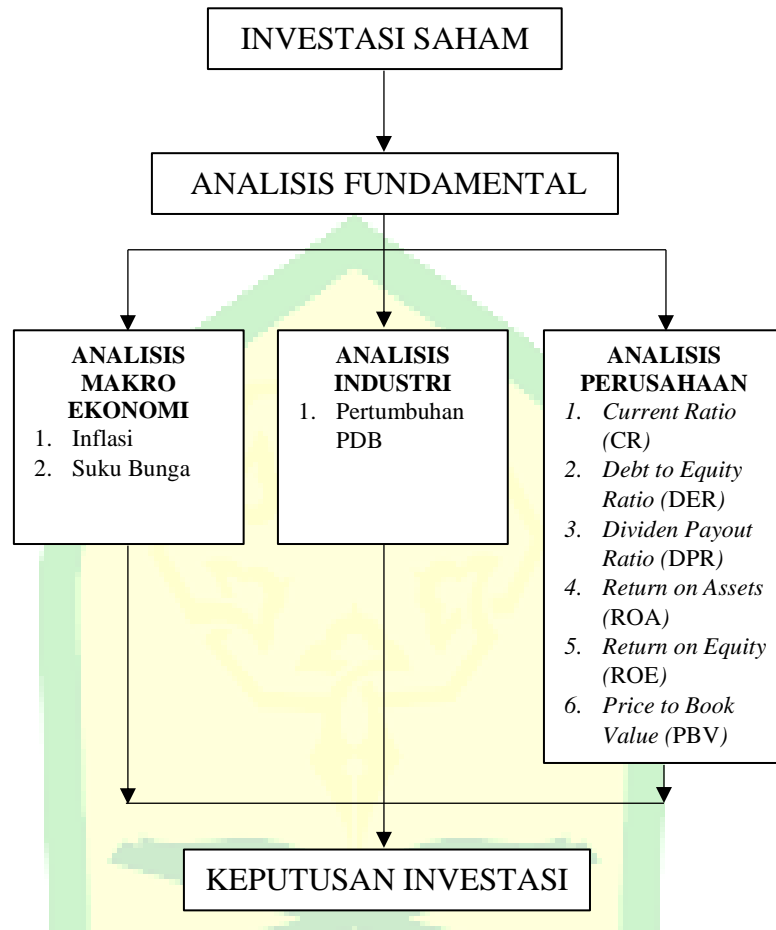 INVESTASI SAHAM
ANALISIS FUNDAMENTAL
ANALISIS
MAKRO
EKONOMI
1. Inflasi
2. Suku Bunga
ANALISIS
INDUSTRI
1. Pertumbuhan
PDB
ANALISIS
PERUSAHAAN
1. Current Ratio
(CR)
2. Debt to Equity
Ratio (DER)
3. Dividen Payout
Ratio (DPR)
4. Return on Assets
(ROA)
5. Return on Equity
(ROE)
6. Price to Book
Value (PBV)
KEPUTUSAN INVESTASI